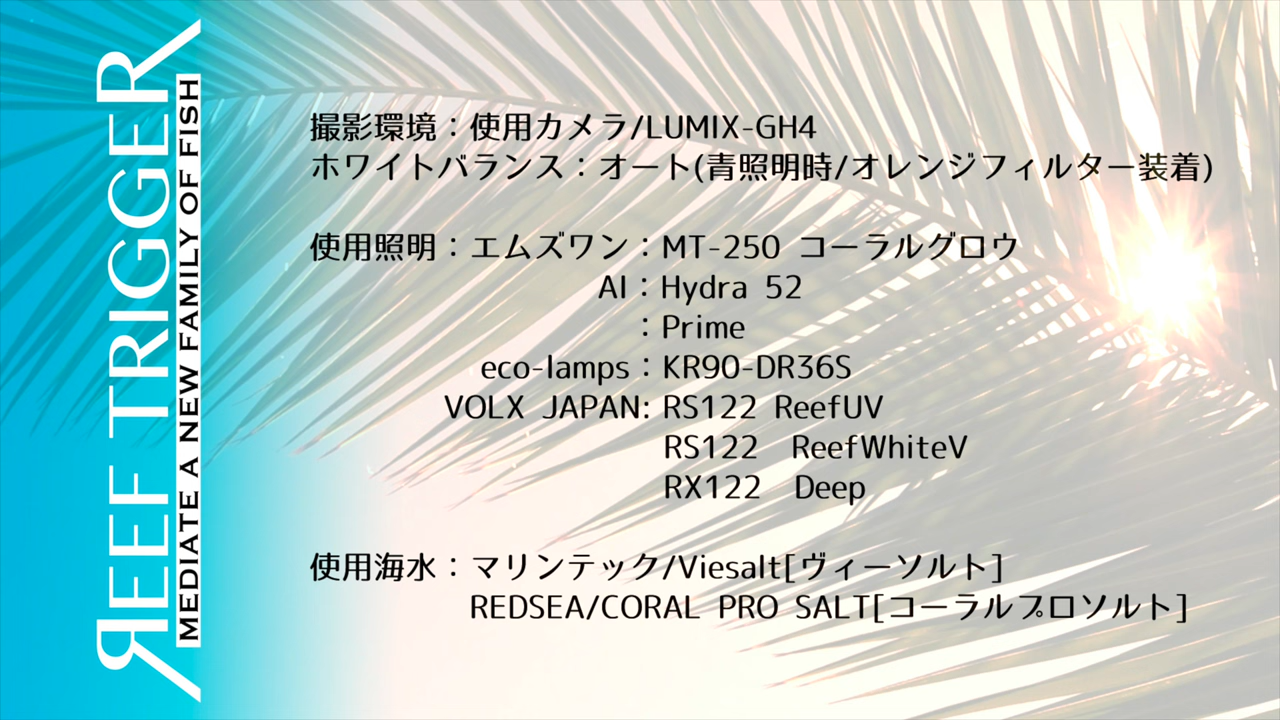 REEF TRIGGER
MEDIATE A NEW FAMILY OF FISH
撮影環境：使用カメラ/LUMIX-GH4
ホワイトバランス：オート(青照明時/オレンジフィルター装着)
使用照明：エムズワン：MT-250 コーラルグロウ
AI：Hydra 52
：Prime
eco-lamps：KR90-DR36S
VOLX JAPAN: RS122 ReefUV
RS122 ReefWhiteV
RX122 Deep
使用海水：マリンテック/Viesalt[ヴィーソルト]
REDSEA/CORAL PRO SALT[コーラルプロソルト]